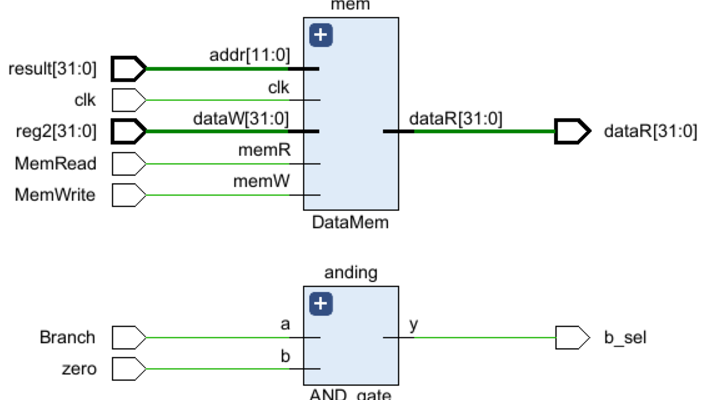 mem
result[31:0] addr[11:0]
clk clk
reg2[31:0] dataW[31:0] dataR[31:0] dataR[31:0]
MemRead memR
MemWrite memW
DataMem
anding
Branch a y b_sel
zero b
AND_gate